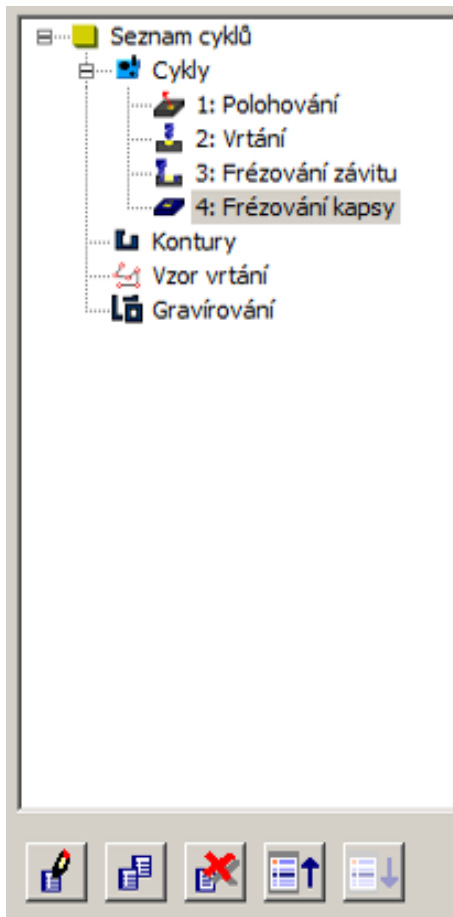 Seznam cyklů
Cykly
1: Polohování
2: Vrtání
3: Frézování závitu
4: Frézování kapsy
Kontury
Vzor vrtání
Gravírování